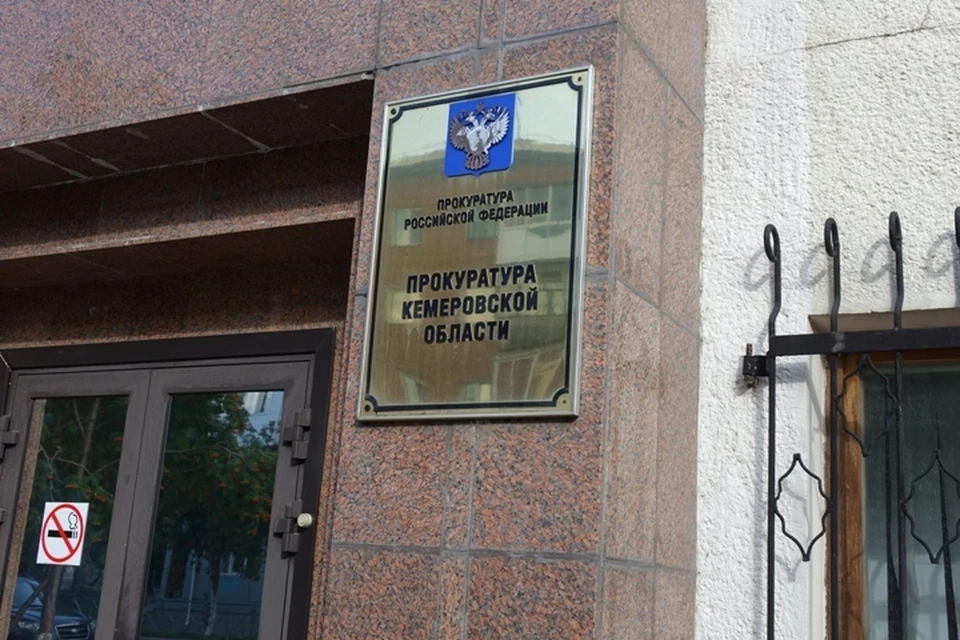 ПРОКУРАТУРА
РОССИЙСКОЙ ФЕДЕРАЦИИ
ПРОКУРАТУРА
КЕМЕРОВСКОЙ
ОБЛАСТИ